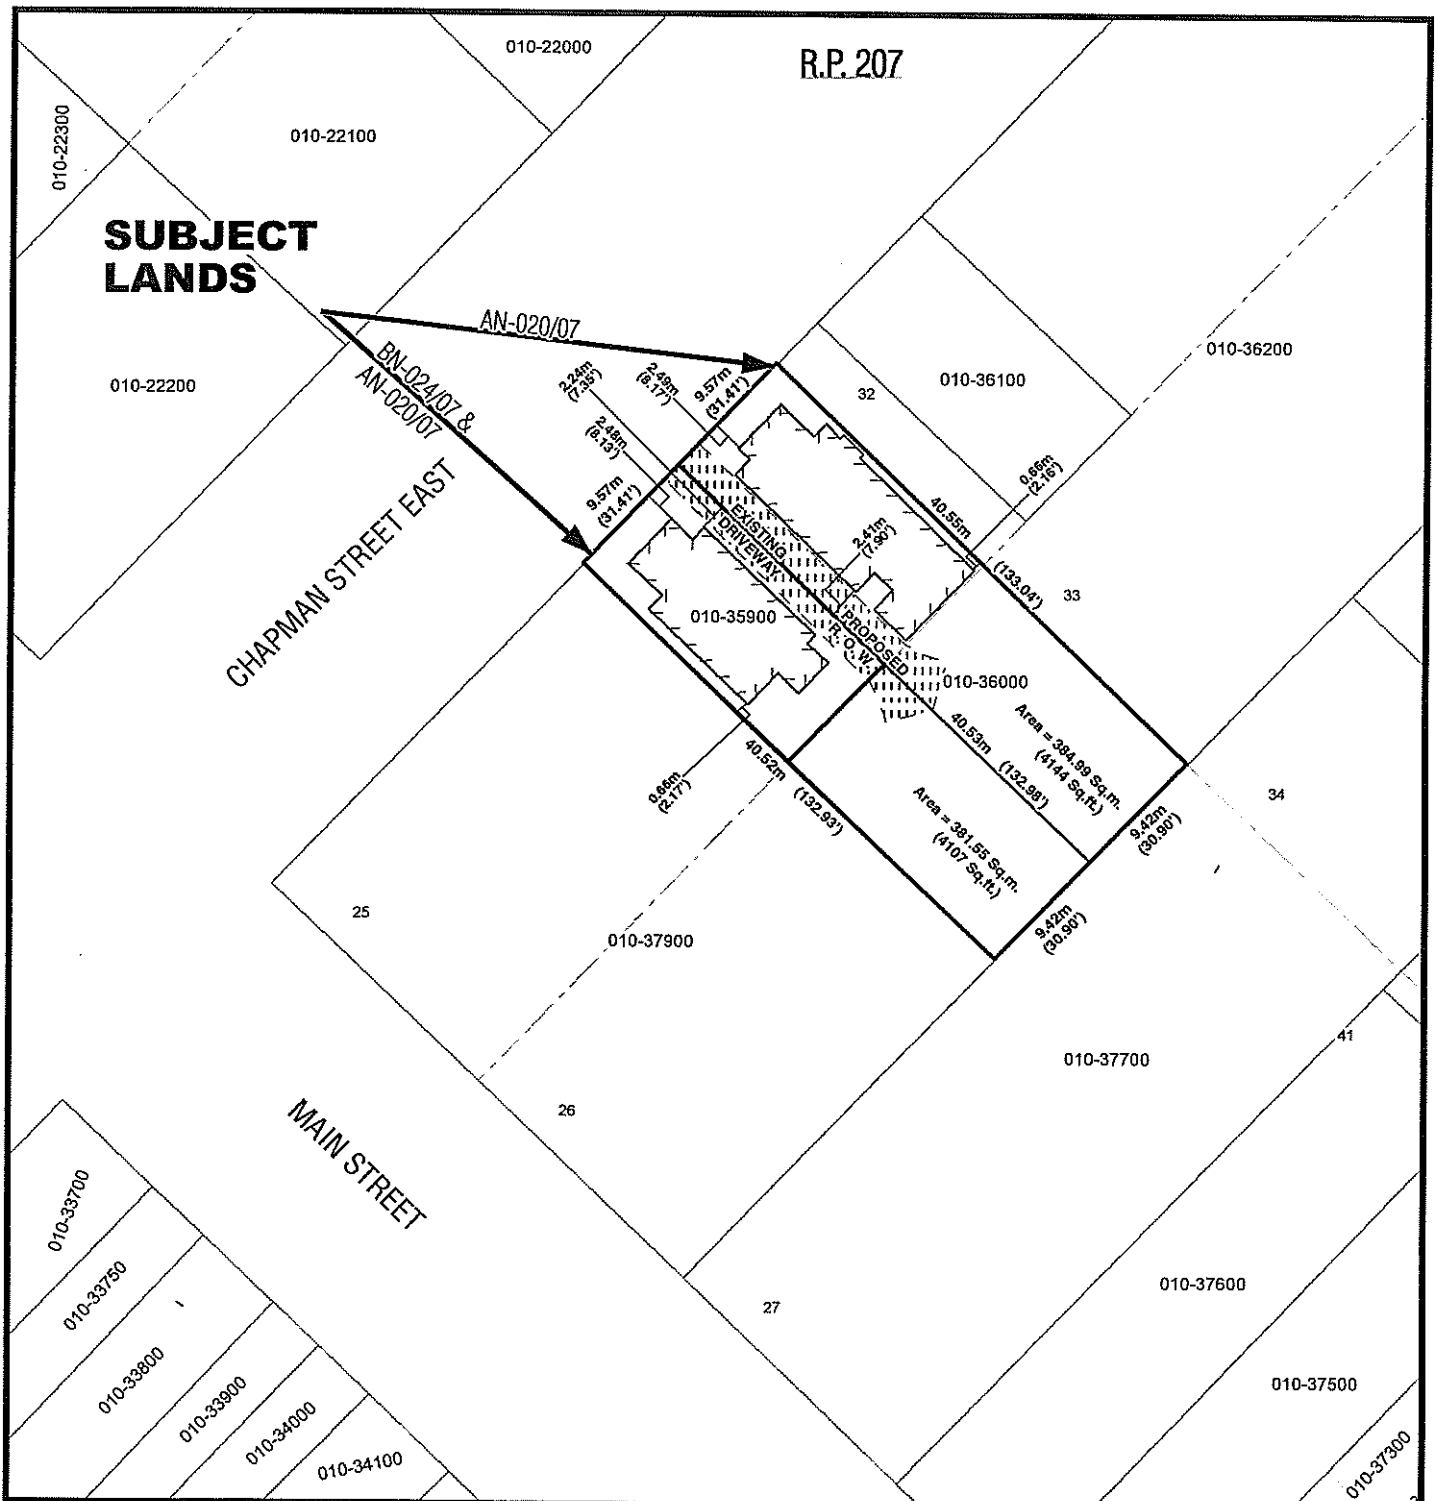 010-22000
R.P. 207
010-22300
010-22100
SUBJECT
LANDS
AN-020/07
010-22200
BN-024/07 &
AN-020/07
CHAPMAN STREET EAST
2.24m
(7.35')
2.49m
(8.17')
9.57m
(31.41')
2.48m
(8.13')
9.57m
(31.41')
32
010-36100
010-36200
0.66m
(2.16')
40.55m
(133.04')
33
EXISTING
DRIVEWAY
2.41m
(7.90')
010-35900
PROPOSED
R.O.W.
010-36000
Area = 384.99 Sq.m.
(4144 Sq.ft.)
40.53m
(132.98')
40.52m
(132.93')
0.66m
(2.17')
Area = 381.55 Sq.m.
(4107 Sq.ft.)
9.42m
(30.90')
9.42m
(30.90')
34
25
010-37900
41
010-37700
26
MAIN STREET
27
010-37600
010-37500
010-37300
010-33700
010-33750
010-33800
010-33900
010-34000
010-34100